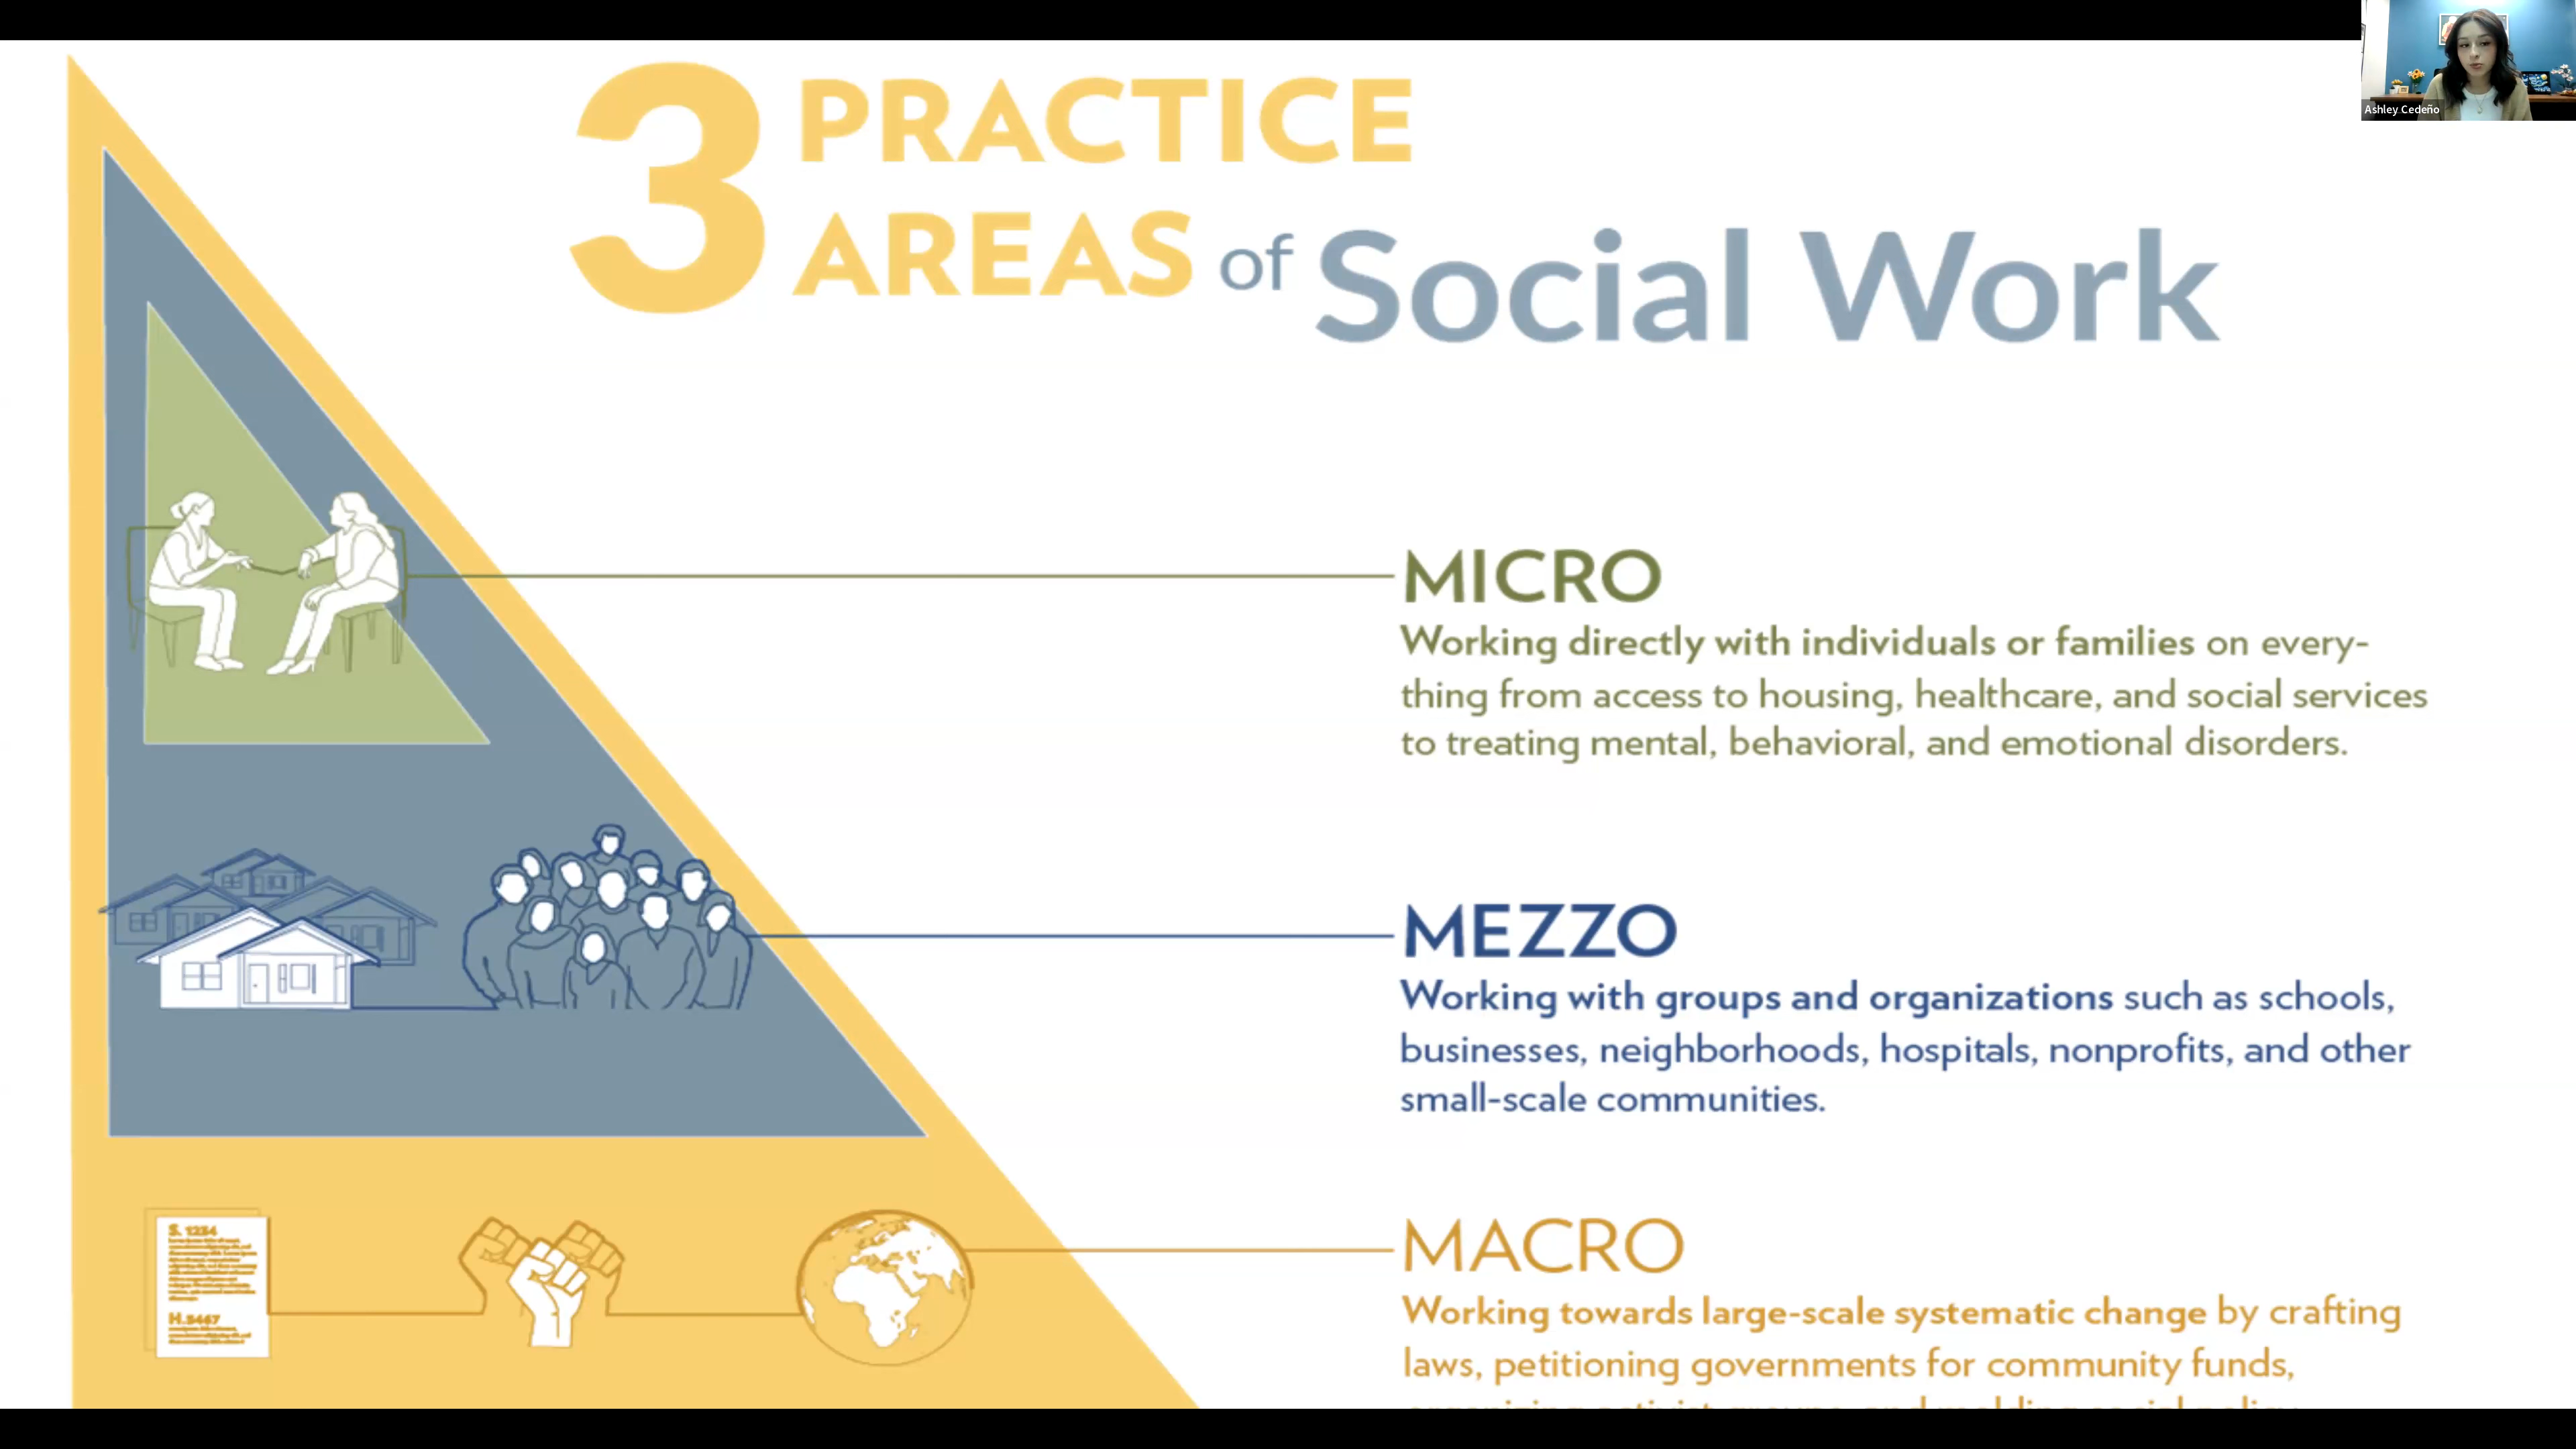 Ashley Cedeño
3 PRACTICE
AREAS of Social Work
MICRO
Working directly with individuals or families on every-
thing from access to housing, healthcare, and social services
to treating mental, behavioral, and emotional disorders.
MEZZO
Working with groups and organizations such as schools,
businesses, neighborhoods, hospitals, nonprofits, and other
small-scale communities.
S. 1234
H.5467
MACRO
Working towards large-scale systematic change by crafting
laws, petitioning governments for community funds,